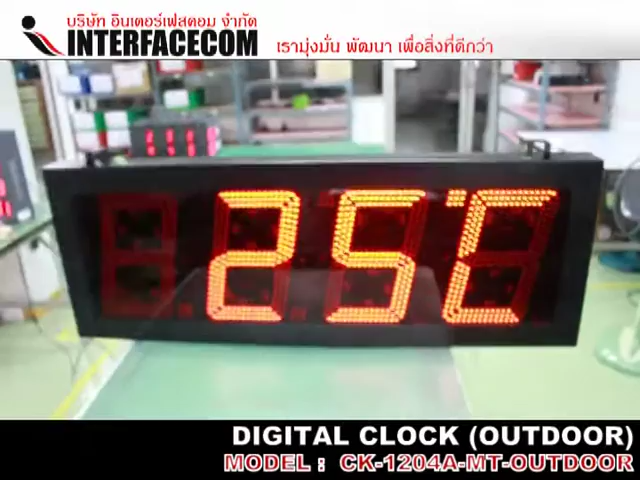 บริษัท อินเตอร์เฟสคอม จำกัด
INTERFACECOM
เรามุ่งมั่น พัฒนา เพื่อสิ่งที่ดีกว่า
25°C
DIGITAL CLOCK (OUTDOOR)
MODEL : CK-1204A-MT-OUTDOOR